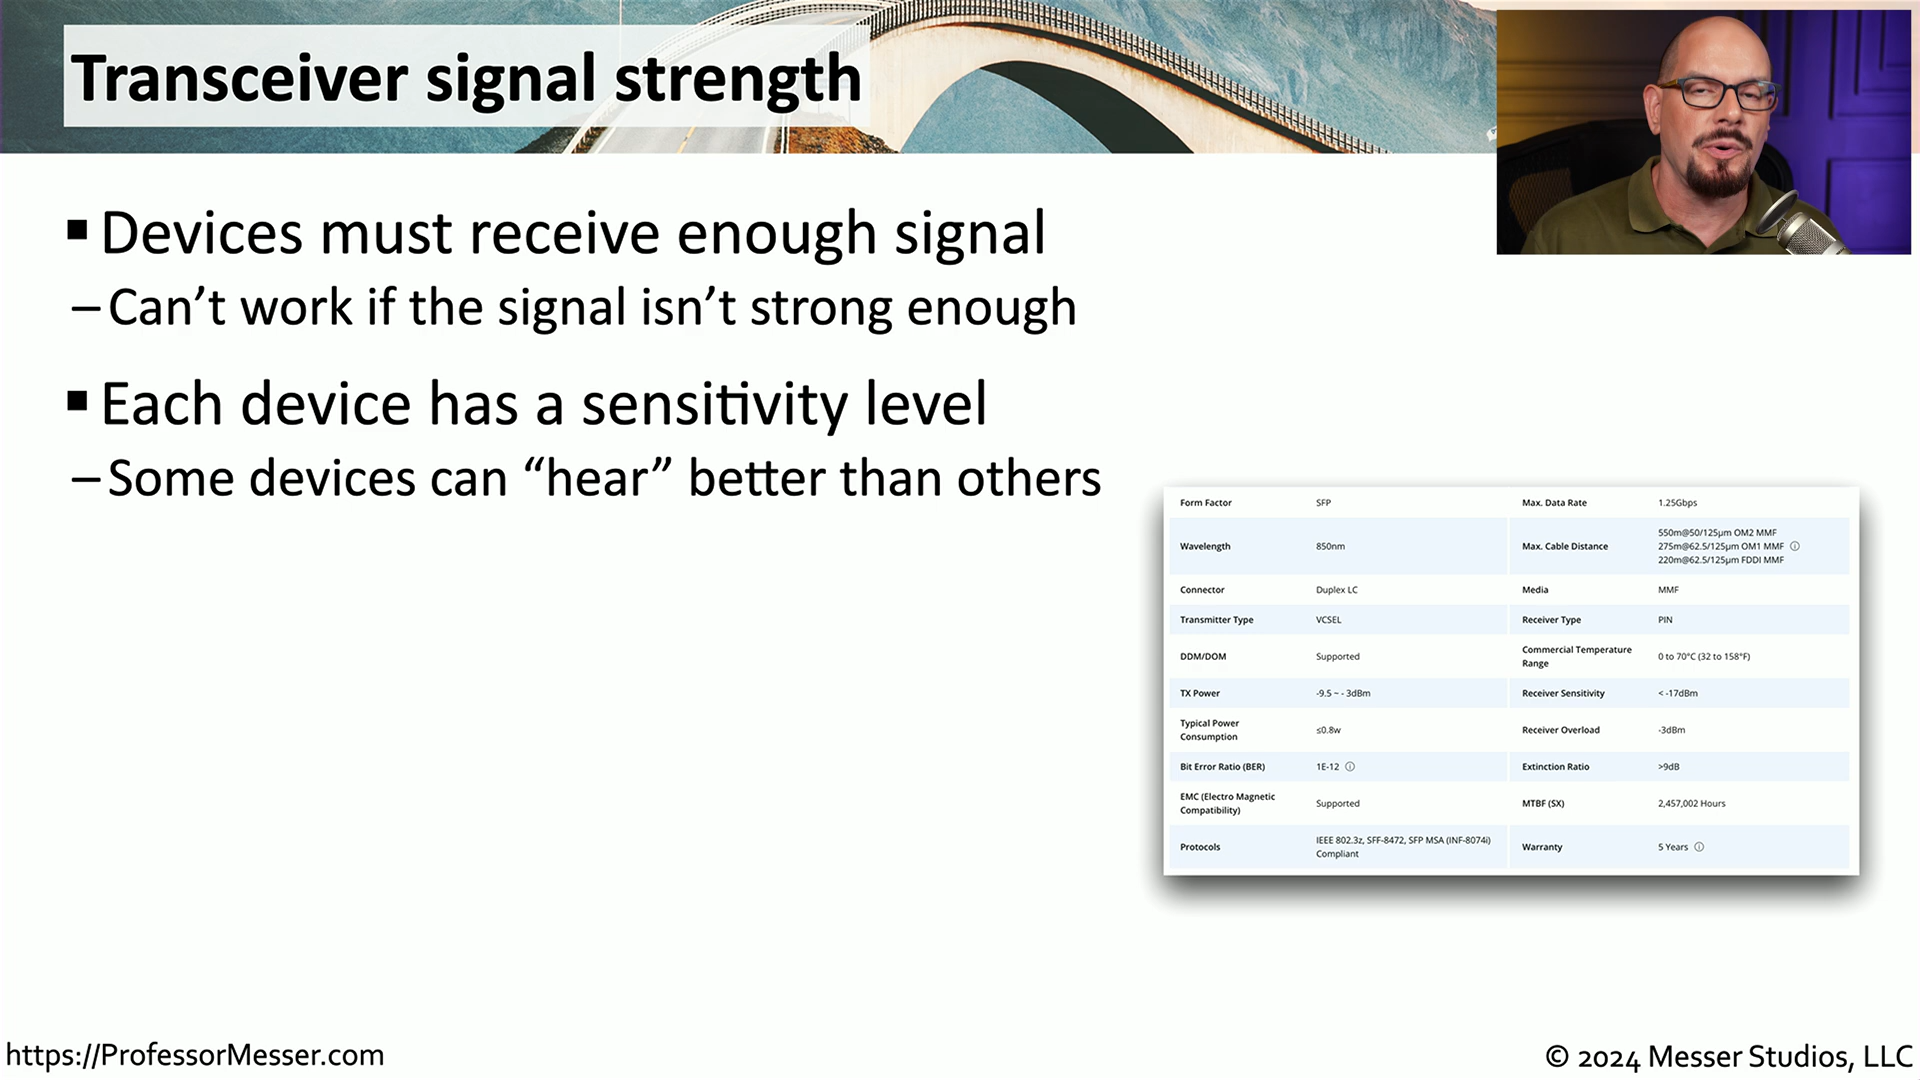 Transceiver signal strength
▪ Devices must receive enough signal
– Can’t work if the signal isn’t strong enough
▪ Each device has a sensitivity level
– Some devices can “hear” better than others
Form Factor SFP Max. Data Rate 1.25Gbps
Wavelength 850nm Max. Cable Distance 550m@50/125μm OM2 MMF
275m@62.5/125μm OM1 MMF
220m@62.5/125μm FDDI MMF
Connector Duplex LC Media MMF
Transmitter Type VCSEL Receiver Type PIN
DDM/DOM Supported Commercial Temperature
Range 0 to 70°C (32 to 158°F)
TX Power -9.5 ~ - 3dBm Receiver Sensitivity < -17dBm
Typical Power
Consumption ≤0.8w Receiver Overload -3dBm
Bit Error Ratio (BER) 1E-12 Extinction Ratio >9dB
EMC (Electro Magnetic
Compatibility) Supported MTBF (SX) 2,457,002 Hours
Protocols IEEE 802.3z, SFF-8472, SFP MSA (INF-8074i)
Compliant Warranty 5 Years
https://ProfessorMesser.com
© 2024 Messer Studios, LLC